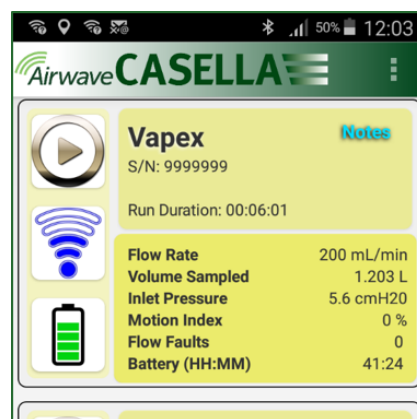 50% 12:03
Airwave CASELLA
Vapex
Notes
S/N: 9999999
Run Duration: 00:06:01
Flow Rate 200 mL/min
Volume Sampled 1.203 L
Inlet Pressure 5.6 cmH20
Motion Index 0 %
Flow Faults 0
Battery (HH:MM) 41:24